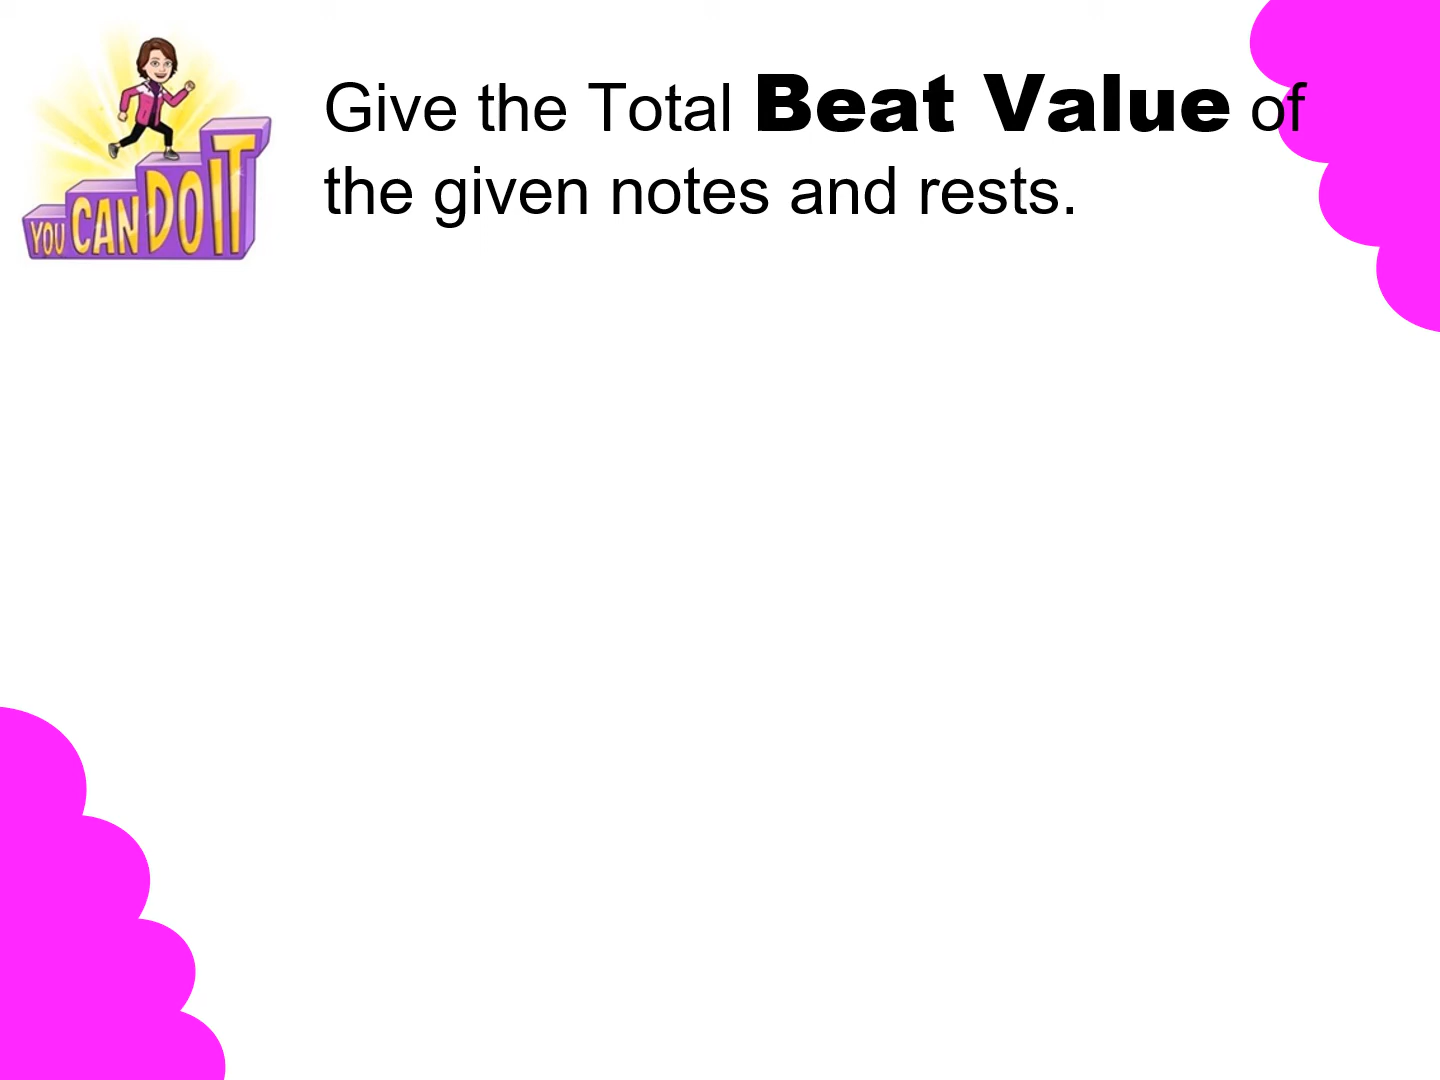 Give the Total Beat Value of
the given notes and rests.
YOU CAN DO IT